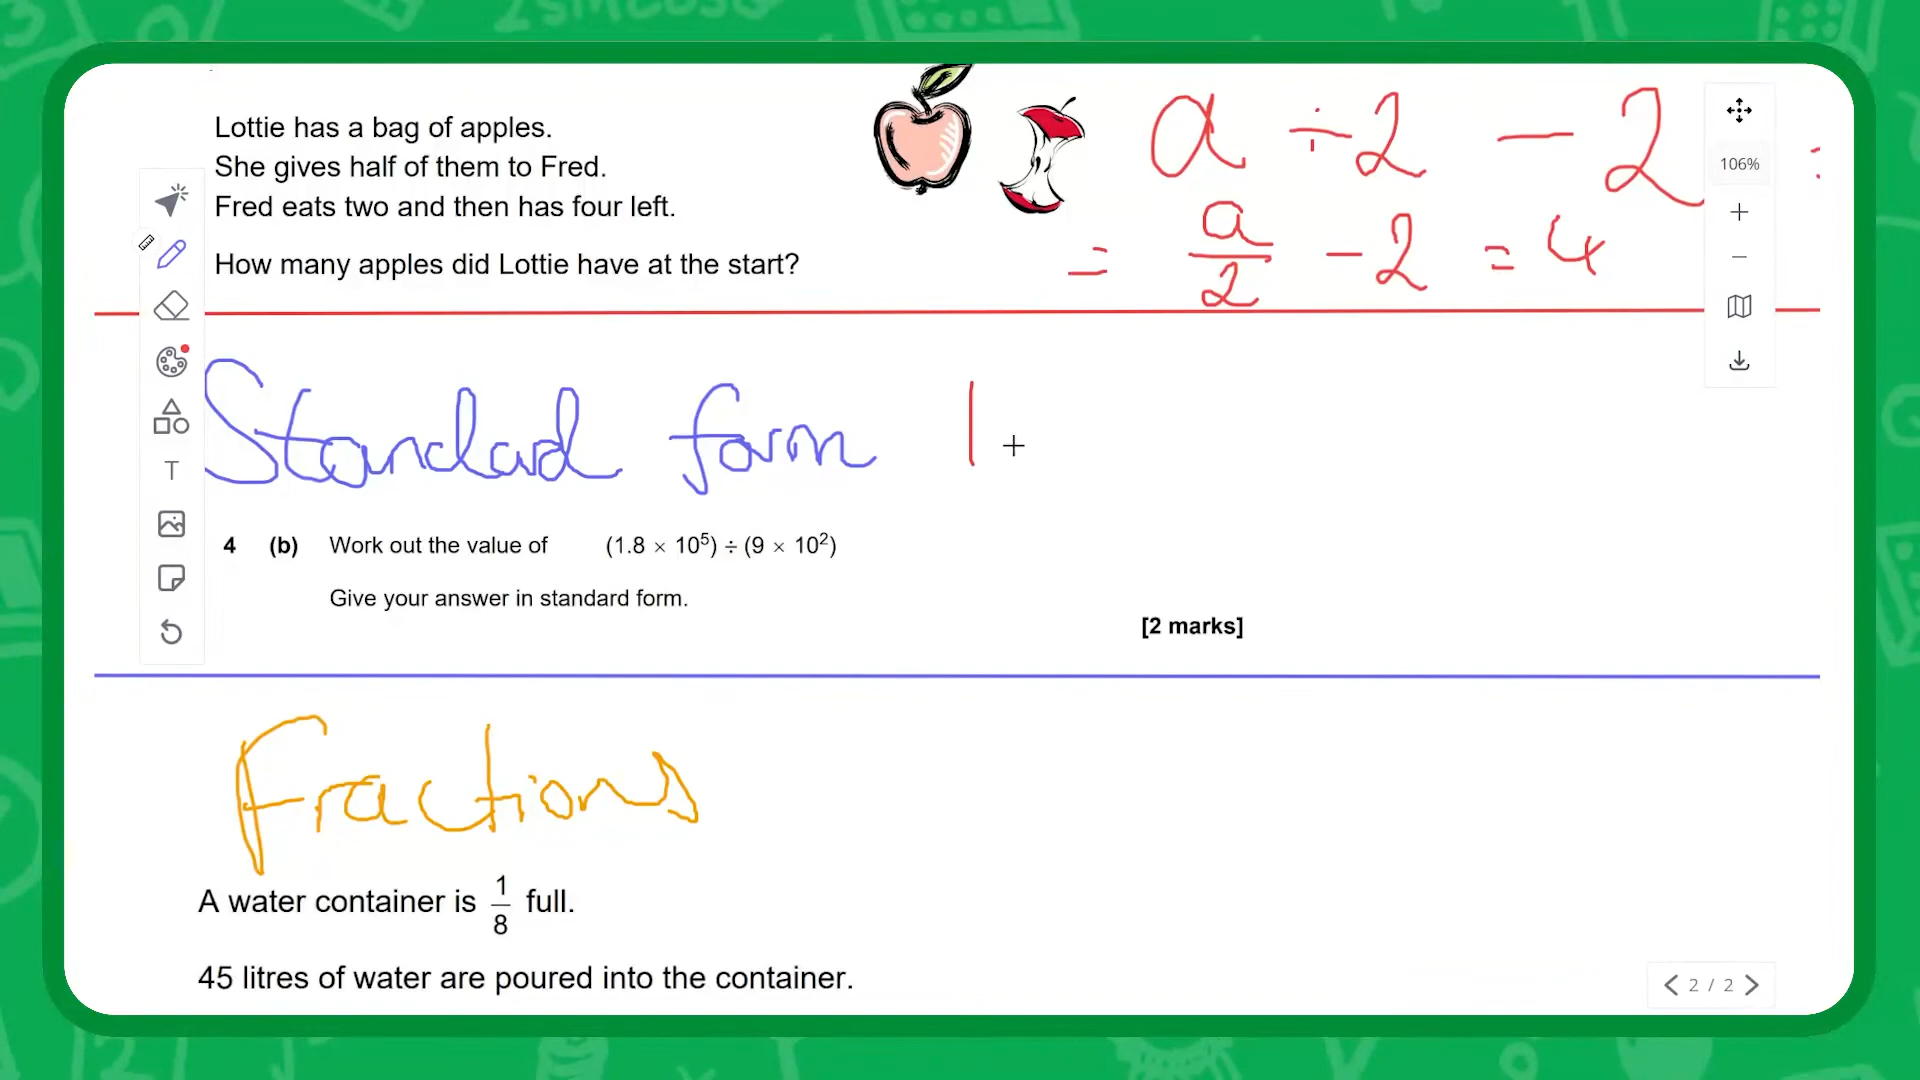 Lottie has a bag of apples.
She gives half of them to Fred.
Fred eats two and then has four left.
How many apples did Lottie have at the start?
a ÷ 2 − 2 =
= a/2 − 2 = 4
106%
Standard form 1
4 (b) Work out the value of (1.8 × 10⁵) ÷ (9 × 10²)
Give your answer in standard form.
[2 marks]
Fractions
A water container is 1/8 full.
45 litres of water are poured into the container.
2 / 2
T